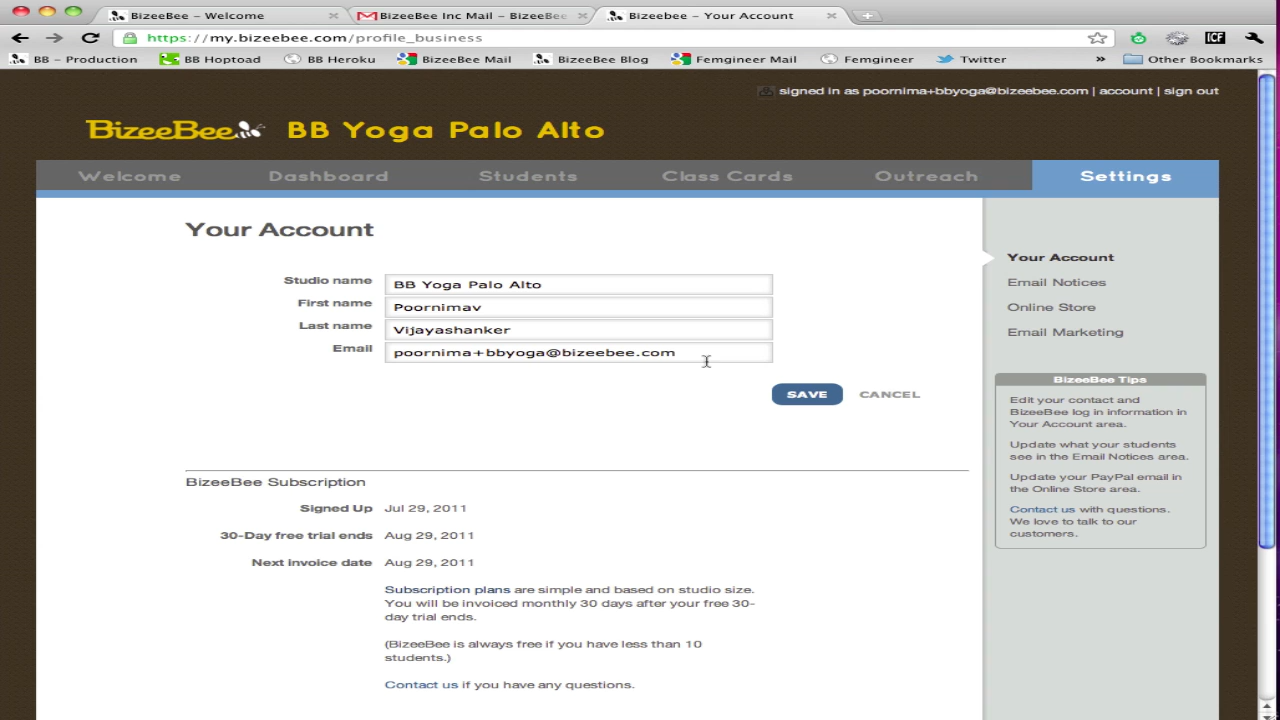 BizeeBee – Welcome
BizeeBee Inc Mail – BizeeBe
Bizeebee – Your Account
https://my.bizeebee.com/profile_business
BB – Production
BB Hoptoad
BB Heroku
BizeeBee Mail
BizeeBee Blog
Femgineer Mail
Femgineer
Twitter
»
Other Bookmarks
ICF
signed in as poornima+bbyoga@bizeebee.com | account | sign out
BizeeBee BB Yoga Palo Alto
Welcome
Dashboard
Students
Class Cards
Outreach
Settings
Your Account
Studio name BB Yoga Palo Alto
First name Poornimav
Last name Vijayashanker
Email poornima+bbyoga@bizeebee.com
SAVE CANCEL
BizeeBee Subscription
Signed Up Jul 29, 2011
30-Day free trial ends Aug 29, 2011
Next invoice date Aug 29, 2011
Subscription plans are simple and based on studio size.
You will be invoiced monthly 30 days after your free 30-
day trial ends.
(BizeeBee is always free if you have less than 10
students.)
Contact us if you have any questions.
Your Account
Email Notices
Online Store
Email Marketing
BizeeBee Tips
Edit your contact and
BizeeBee log in information in
Your Account area.
Update what your students
see in the Email Notices area.
Update your PayPal email in
the Online Store area.
Contact us with questions.
We love to talk to our
customers.